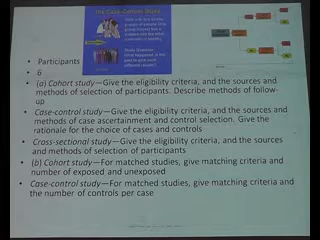 The Case-Control Study
• Participants
• 6
• (a) Cohort study—Give the eligibility criteria, and the sources
and methods of selection of participants. Describe methods of follow-
up
Case-control study—Give the eligibility criteria, and the sources and
methods of case ascertainment and control selection. Give the
rationale for the choice of cases and controls
• Cross-sectional study—Give the eligibility criteria, and the sources
and methods of selection of participants
• (b) Cohort study—For matched studies, give matching criteria and
number of exposed and unexposed
• Case-control study—For matched studies, give matching criteria and
the number of controls per case